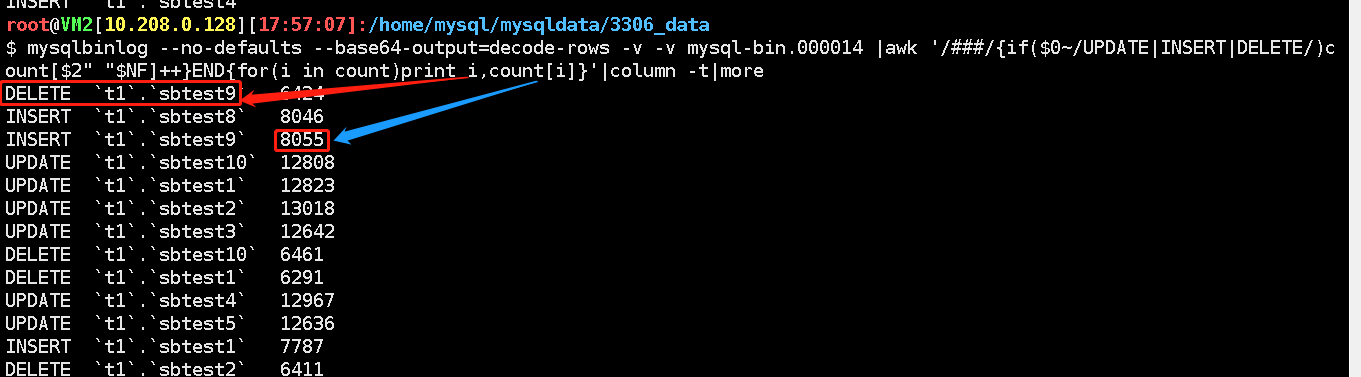 INSERT `t1`.`sbtest4`
root@VM2[10.208.0.128][17:57:07]:/home/mysql/mysqldata/3306_data
$ mysqlbinlog --no-defaults --base64-output=decode-rows -v -v mysql-bin.000014 |awk '/###/{if($0~/UPDATE|INSERT|DELETE/)c
ount[$2" "$NF]++}END{for(i in count)print i,count[i]}'|column -t|more
DELETE `t1`.`sbtest9` 6424
INSERT `t1`.`sbtest8` 8046
INSERT `t1`.`sbtest9` 8055
UPDATE `t1`.`sbtest10` 12808
UPDATE `t1`.`sbtest1` 12823
UPDATE `t1`.`sbtest2` 13018
UPDATE `t1`.`sbtest3` 12642
DELETE `t1`.`sbtest10` 6461
DELETE `t1`.`sbtest1` 6291
UPDATE `t1`.`sbtest4` 12967
UPDATE `t1`.`sbtest5` 12636
INSERT `t1`.`sbtest1` 7787
DELETE `t1`.`sbtest2` 6411